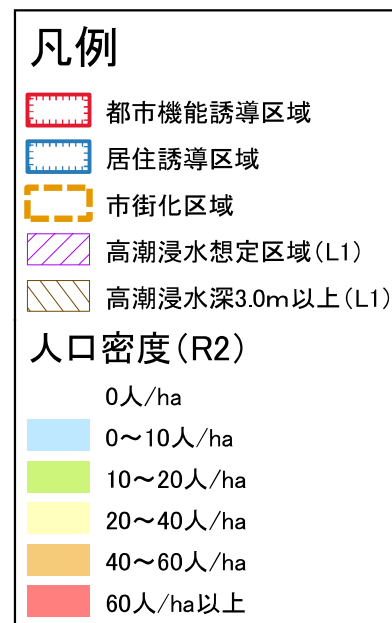 凡例
都市機能誘導区域
居住誘導区域
市街化区域
高潮浸水想定区域(L1)
高潮浸水深3.0m以上(L1)
人口密度(R2)
0人/ha
0～10人/ha
10～20人/ha
20～40人/ha
40～60人/ha
60人/ha以上